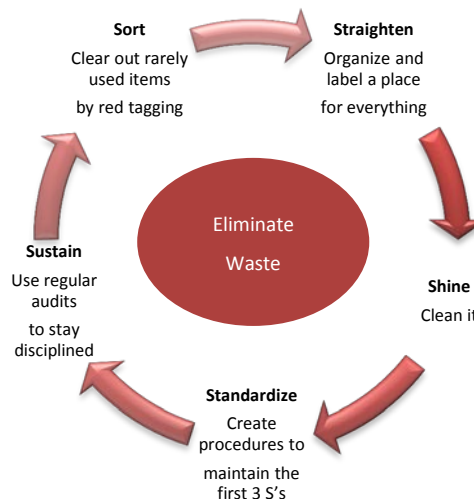 Sort
Clear out rarely
used items
by red tagging
Straighten
Organize and
label a place
for everything
Shine
Clean it
Standardize
Create
procedures to
maintain the
first 3 S's
Sustain
Use regular
audits
to stay
disciplined
Eliminate
Waste